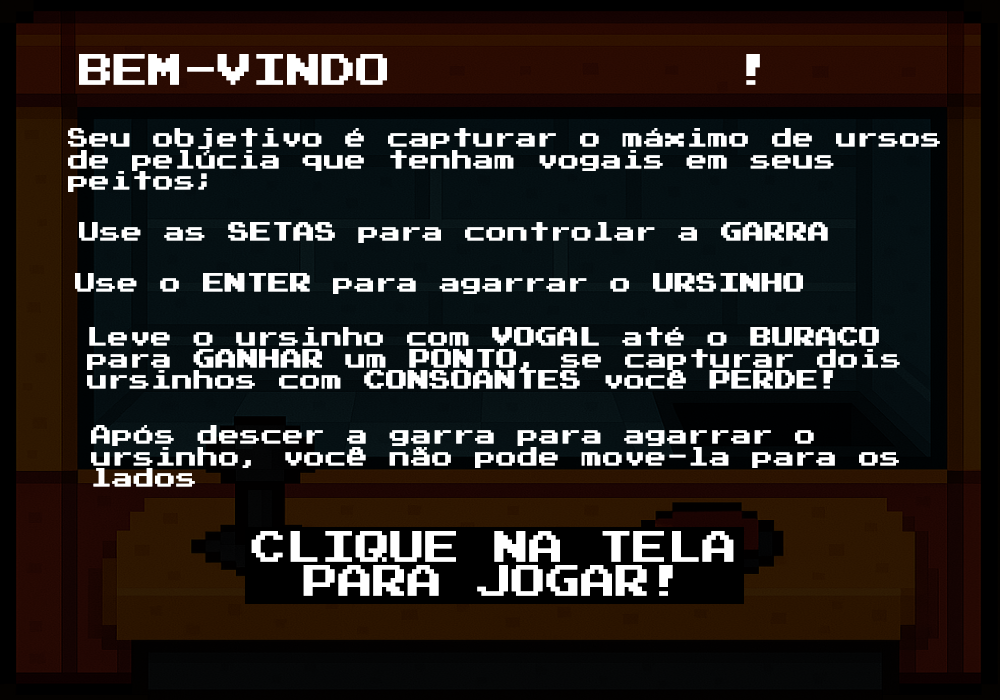 BEM-VINDO !
Seu objetivo é capturar o máximo de ursos
de pelúcia que tenham vogais em seus
peitos;
Use as SETAS para controlar a GARRA
Use o ENTER para agarrar o URSINHO
Leve o ursinho com VOGAL até o BURACO
para GANHAR um PONTO, se capturar dois
ursinhos com CONSOANTES você PERDE!
Após descer a garra para agarrar o
ursinho, você não pode move-la para os
lados
CLIQUE NA TELA
PARA JOGAR!